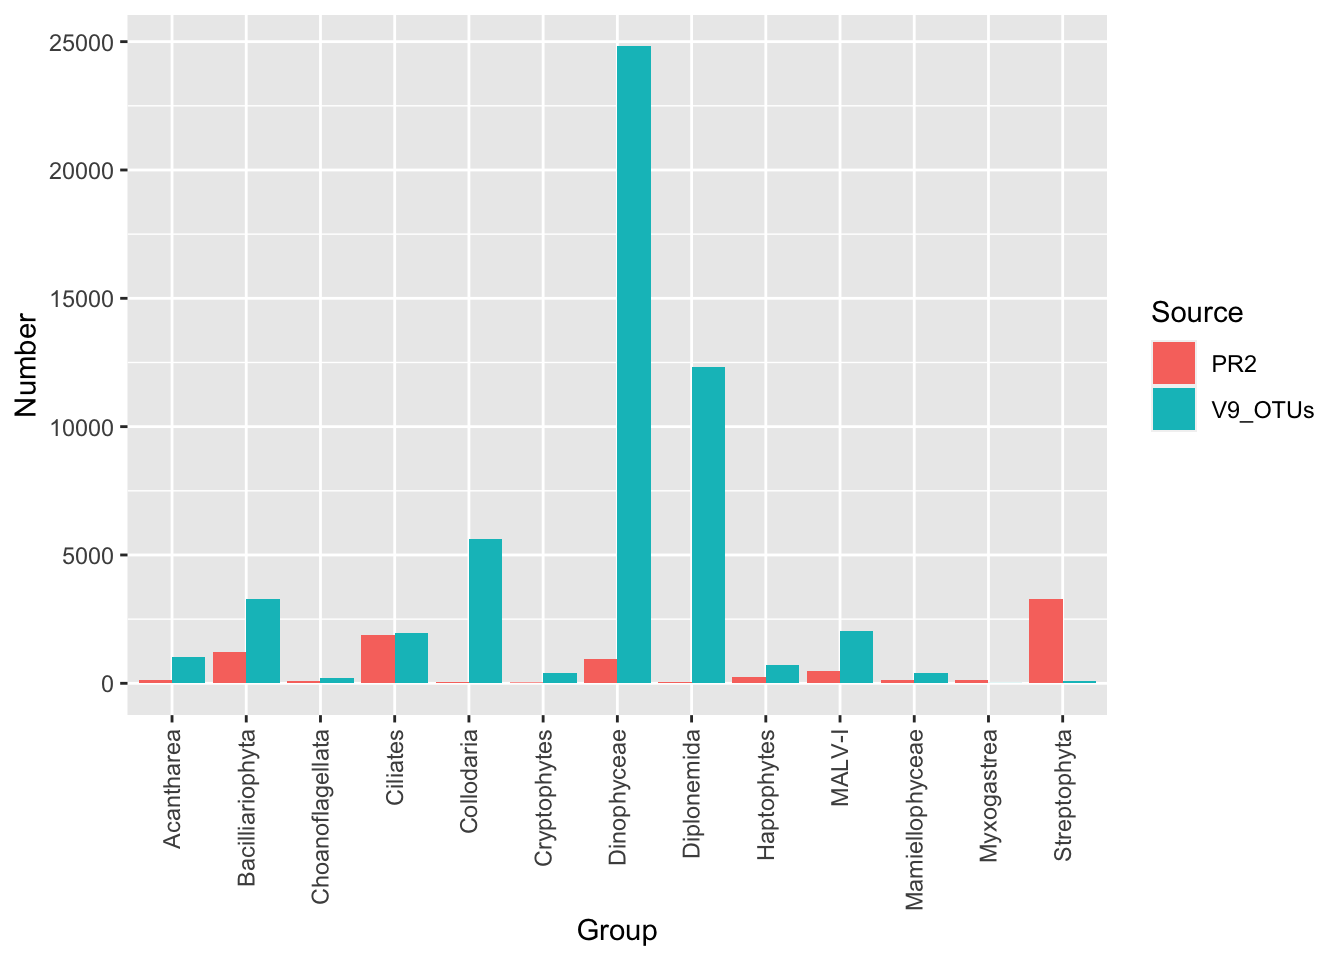 25000
20000
15000
10000
5000
0
Number
Acantharea
Bacilliariophyta
Choanoflagellata
Ciliates
Collodaria
Cryptophytes
Dinophyceae
Diplonemida
Haptophytes
MALV-I
Mamiellophyceae
Myxogastrea
Streptophyta
Group
Source
PR2
V9_OTUs